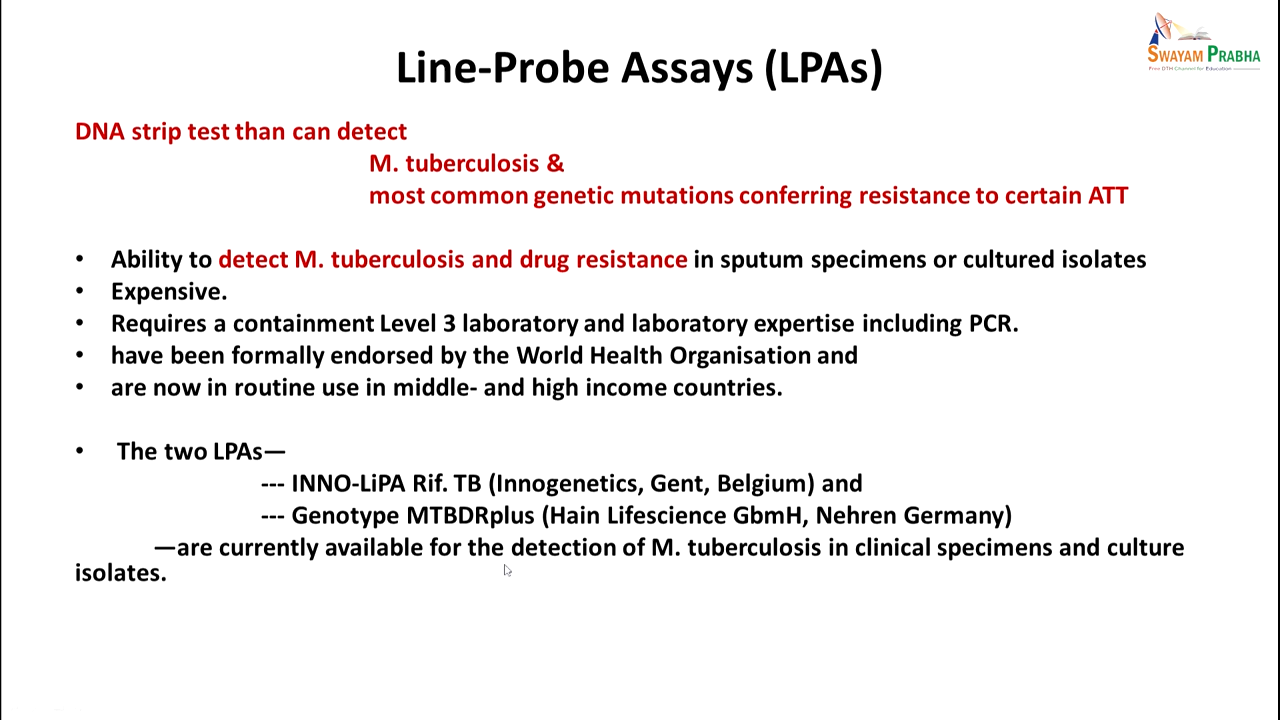 SWAYAM PRABHA
Free DTH Channel for Education
Line-Probe Assays (LPAs)
DNA strip test than can detect
M. tuberculosis &
most common genetic mutations conferring resistance to certain ATT
• Ability to detect M. tuberculosis and drug resistance in sputum specimens or cultured isolates
• Expensive.
• Requires a containment Level 3 laboratory and laboratory expertise including PCR.
• have been formally endorsed by the World Health Organisation and
• are now in routine use in middle- and high income countries.
• The two LPAs—
--- INNO-LiPA Rif. TB (Innogenetics, Gent, Belgium) and
--- Genotype MTBDRplus (Hain Lifescience GbmH, Nehren Germany)
—are currently available for the detection of M. tuberculosis in clinical specimens and culture
isolates.